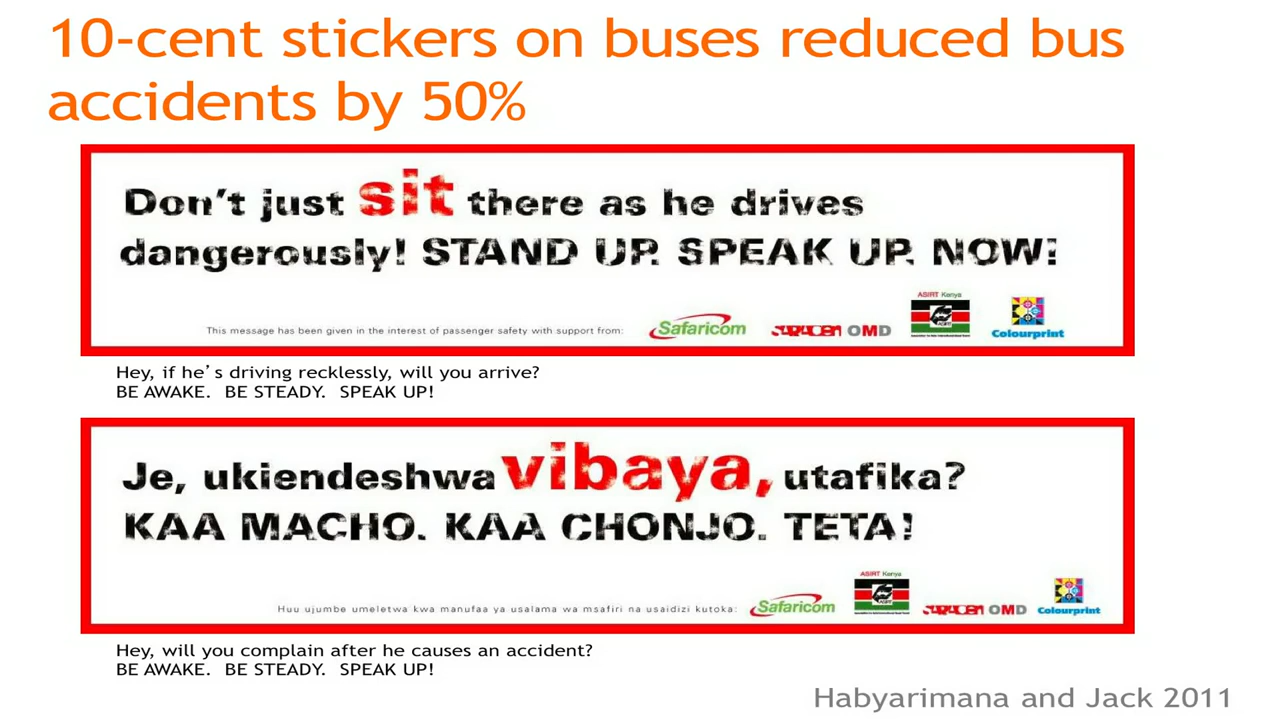 10-cent stickers on buses reduced bus
accidents by 50%
Don't just sit there as he drives
dangerously! STAND UP. SPEAK UP. NOW!
ASIRT Kenya
This message has been given in the interest of passenger safety with support from:
Safaricom
OMD
Colourprint
Hey, if he's driving recklessly, will you arrive?
BE AWAKE. BE STEADY. SPEAK UP!
Je, ukiendeshwa vibaya, utafika?
KAA MACHO. KAA CHONJO. TETA!
ASIRT Kenya
Huu ujumbe umeletwa kwa manufaa ya usalama wa msafiri na usaidizi kutoka:
Safaricom
OMD
Colourprint
Hey, will you complain after he causes an accident?
BE AWAKE. BE STEADY. SPEAK UP!
Habyarimana and Jack 2011